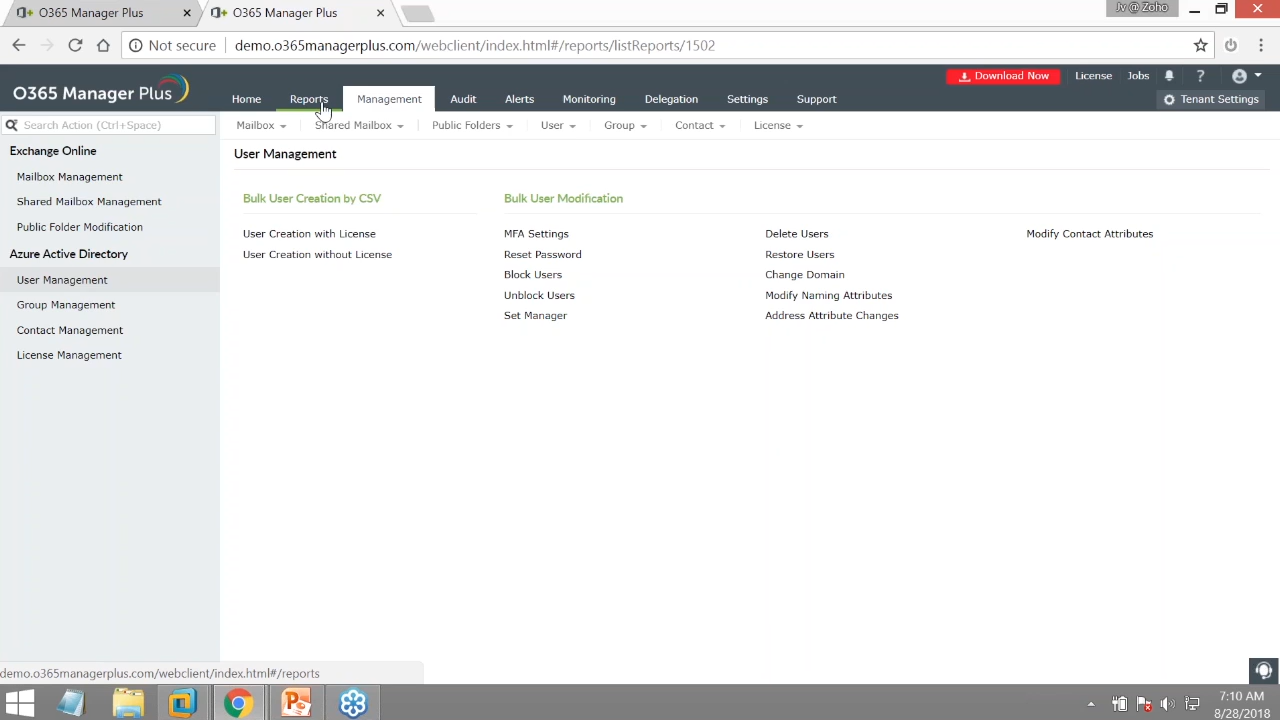 O365 Manager Plus × O365 Manager Plus × Jv @ Zoho
Not secure | demo.o365managerplus.com/webclient/index.html#/reports/listReports/1502
Download Now License Jobs ?
O365 Manager Plus Home Reports Management Audit Alerts Monitoring Delegation Settings Support Tenant Settings
Search Action (Ctrl+Space) Mailbox Shared Mailbox Public Folders User Group Contact License
Exchange Online
Mailbox Management
Shared Mailbox Management
Public Folder Modification
Azure Active Directory
User Management
Group Management
Contact Management
License Management
User Management
Bulk User Creation by CSV
User Creation with License
User Creation without License
Bulk User Modification
MFA Settings
Reset Password
Block Users
Unblock Users
Set Manager
Delete Users
Restore Users
Change Domain
Modify Naming Attributes
Address Attribute Changes
Modify Contact Attributes
demo.o365managerplus.com/webclient/index.html#/reports
7:10 AM
8/28/2018